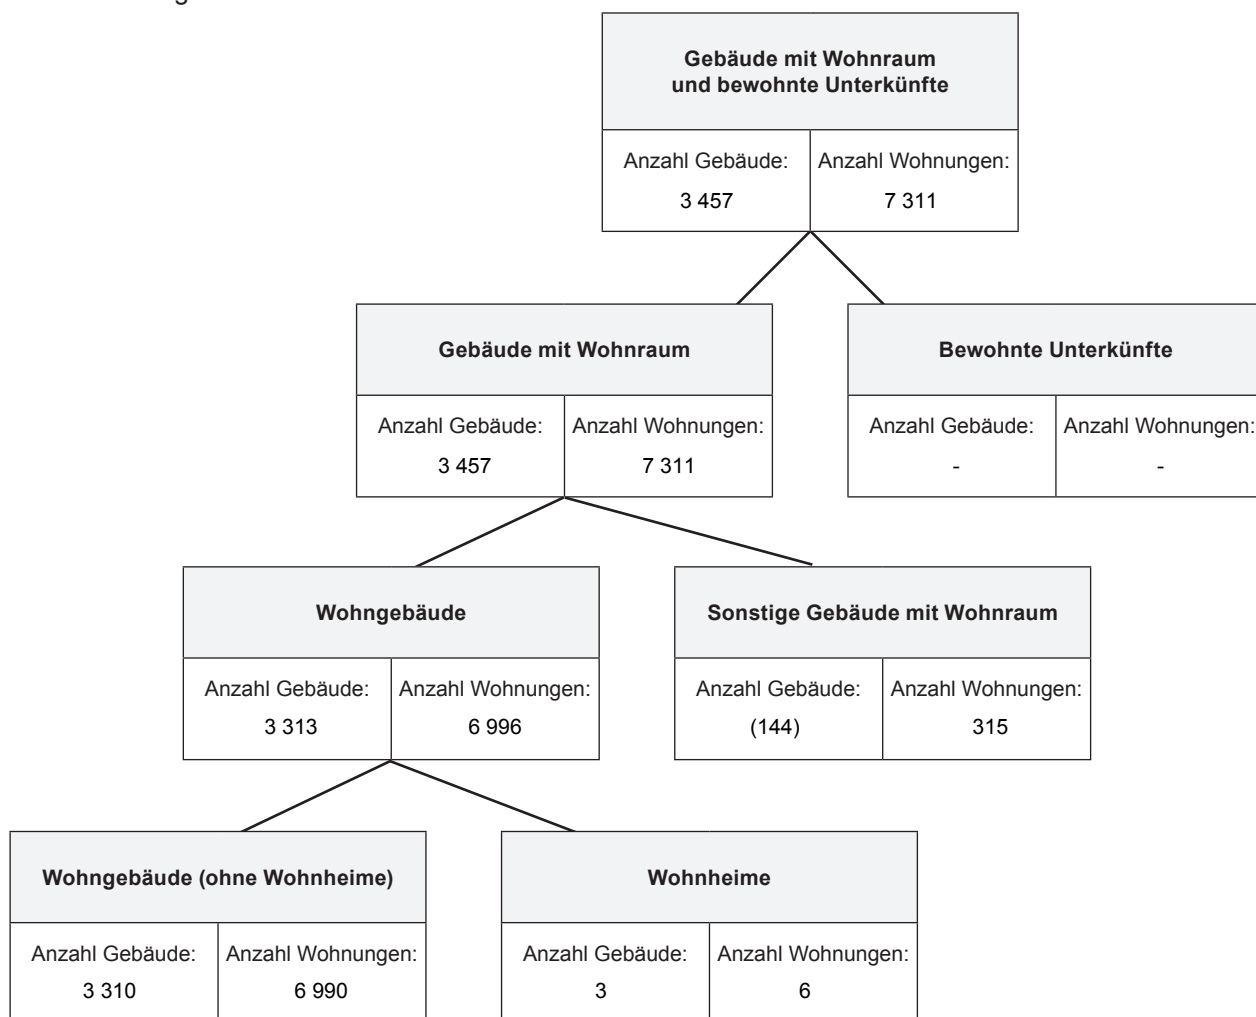 Gebäude mit Wohnraum
und bewohnte Unterkünfte
Anzahl Gebäude: Anzahl Wohnungen:
3 457 7 311
Gebäude mit Wohnraum
Anzahl Gebäude: Anzahl Wohnungen:
3 457 7 311
Bewohnte Unterkünfte
Anzahl Gebäude: Anzahl Wohnungen:
- -
Wohngebäude
Anzahl Gebäude: Anzahl Wohnungen:
3 313 6 996
Sonstige Gebäude mit Wohnraum
Anzahl Gebäude: Anzahl Wohnungen:
(144) 315
Wohngebäude (ohne Wohnheime)
Anzahl Gebäude: Anzahl Wohnungen:
3 310 6 990
Wohnheime
Anzahl Gebäude: Anzahl Wohnungen:
3 6